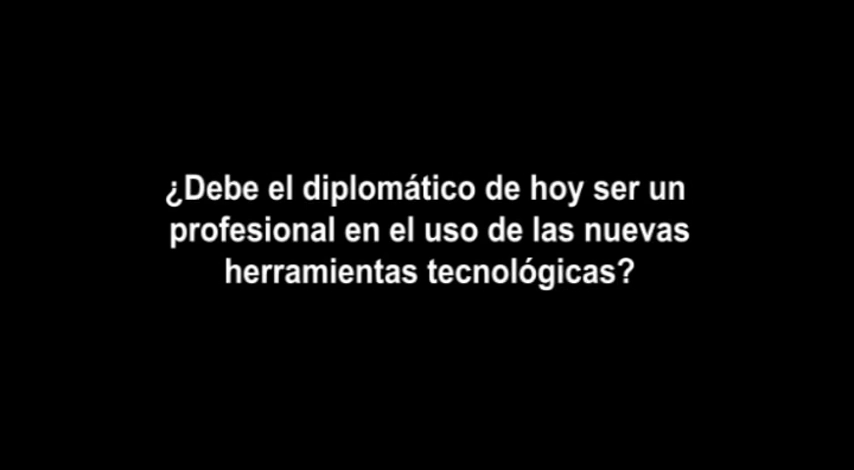 ¿Debe el diplomático de hoy ser un
profesional en el uso de las nuevas
herramientas tecnológicas?